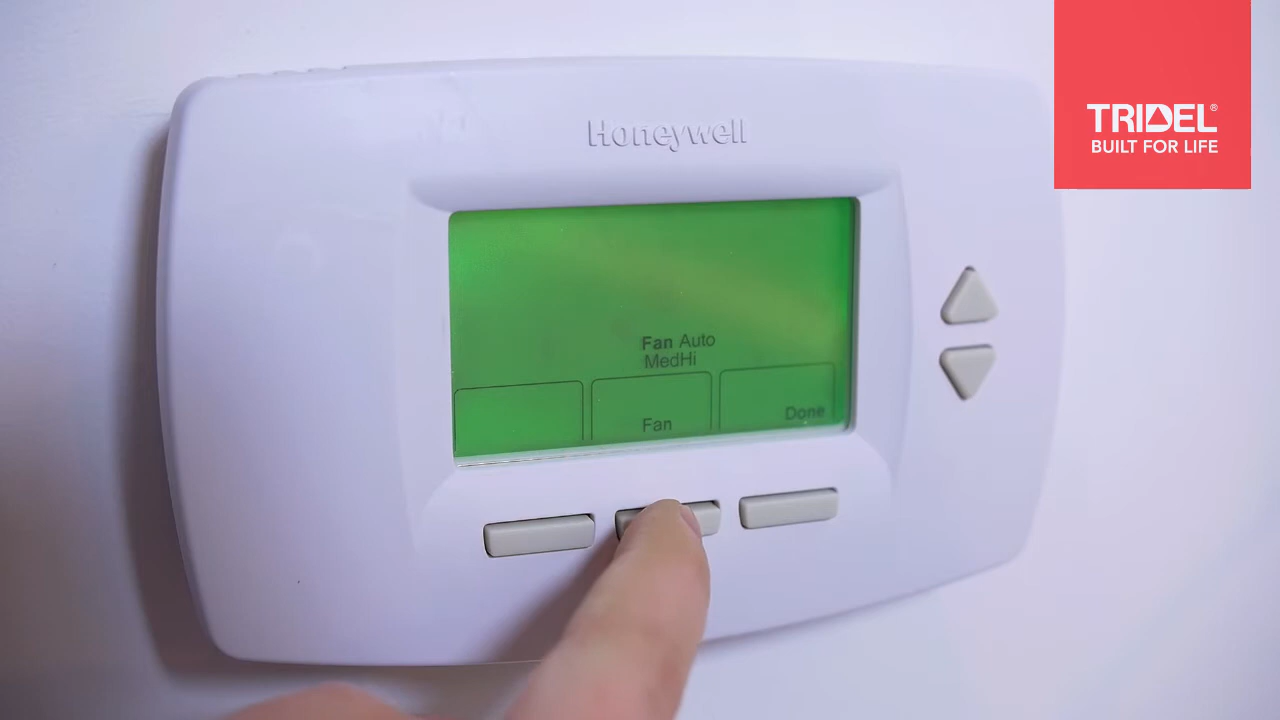 TRIDEL®
BUILT FOR LIFE
Honeywell
Fan Auto
MedHi
Fan
Done